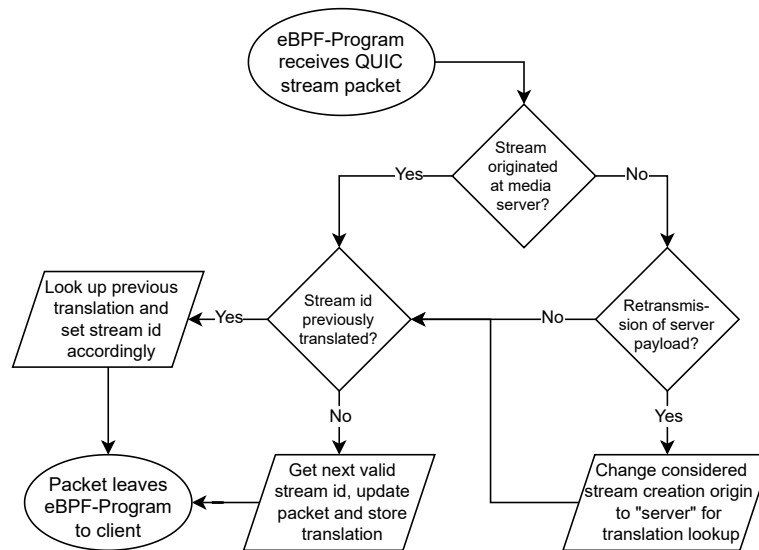 eBPF-Program
receives QUIC
stream packet
Stream
originated
at media
server?
Yes
No
Look up previous
translation and
set stream id
accordingly
Yes
Stream id
previously
translated?
No
Retransmis-
sion of server
payload?
No
Yes
Packet leaves
eBPF-Program
to client
Get next valid
stream id, update
packet and store
translation
Change considered
stream creation origin
to "server" for
translation lookup